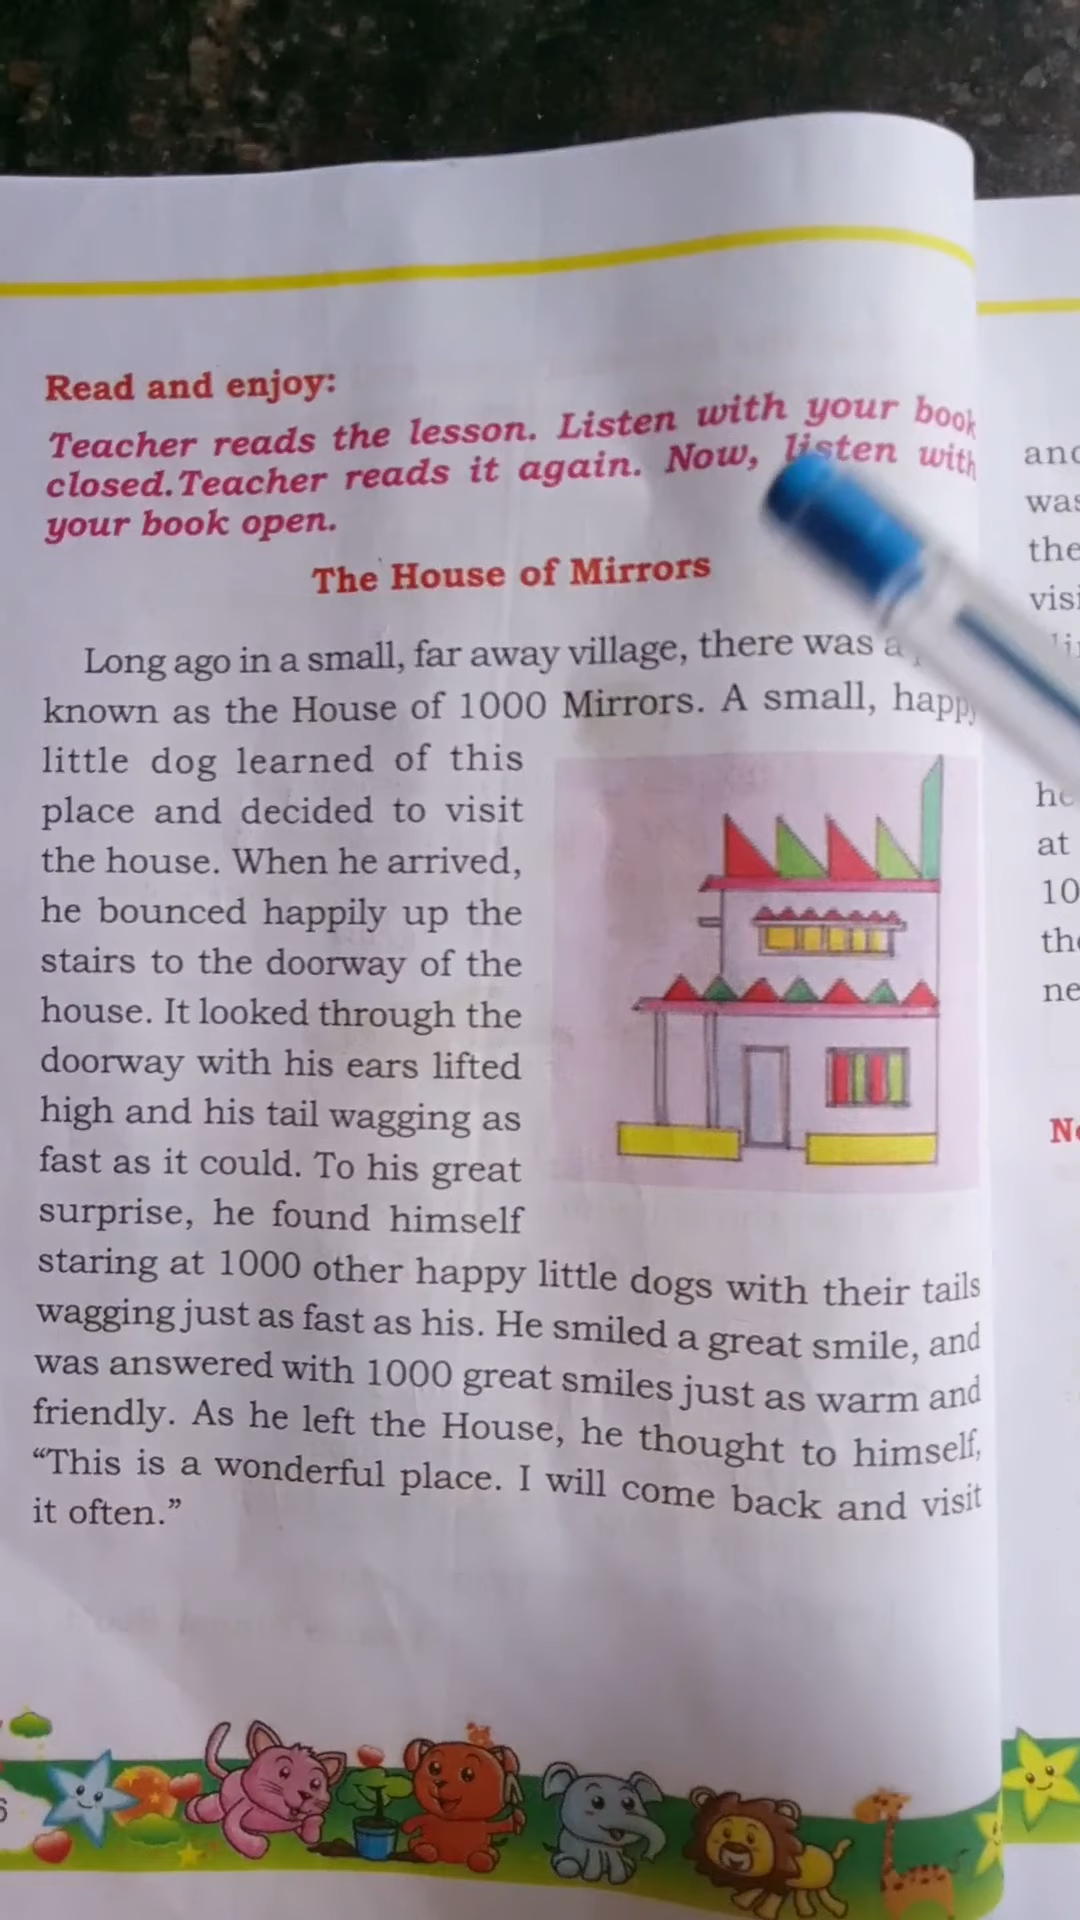 Read and enjoy:
Teacher reads the lesson. Listen with your book
closed. Teacher reads it again. Now, listen with
your book open.
The House of Mirrors
Long ago in a small, far away village, there was a
known as the House of 1000 Mirrors. A small, happy
little dog learned of this
place and decided to visit
the house. When he arrived,
he bounced happily up the
stairs to the doorway of the
house. It looked through the
doorway with his ears lifted
high and his tail wagging as
fast as it could. To his great
surprise, he found himself
staring at 1000 other happy little dogs with their tails
wagging just as fast as his. He smiled a great smile, and
was answered with 1000 great smiles just as warm and
friendly. As he left the House, he thought to himself,
“This is a wonderful place. I will come back and visit
it often.”
the
at
10